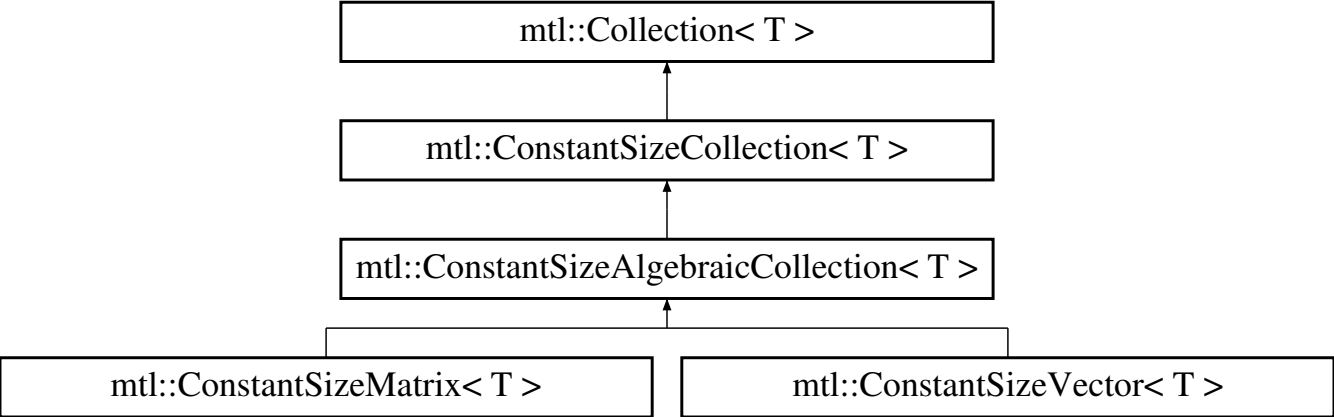 mtl::Collection< T >
mtl::ConstantSizeCollection< T >
mtl::ConstantSizeAlgebraicCollection< T >
mtl::ConstantSizeMatrix< T >
mtl::ConstantSizeVector< T >